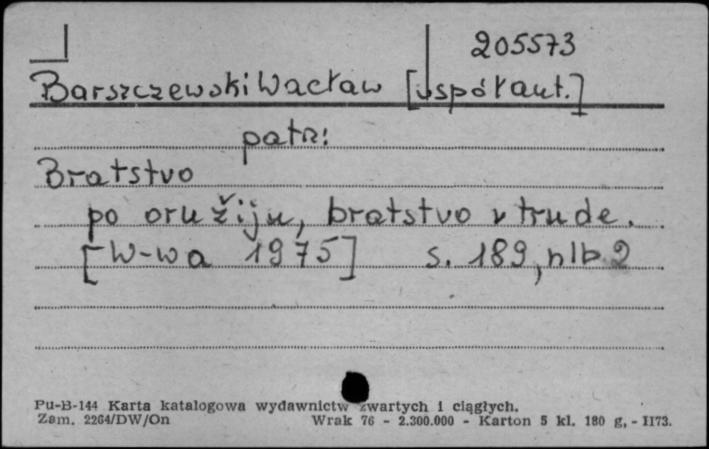 205573
Barszczewski Wacław [współaut.]
patrz:
Bratstvo
po oružiju, bratstvo v trude.
[W-wa 1975] s. 189, nlb 2
Pu-B-144 Karta katalogowa wydawnictw zwartych i ciągłych.
Zam. 2264/DW/On Wrak 76 - 2.300.000 - Karton 5 kl. 180 g. - II73.